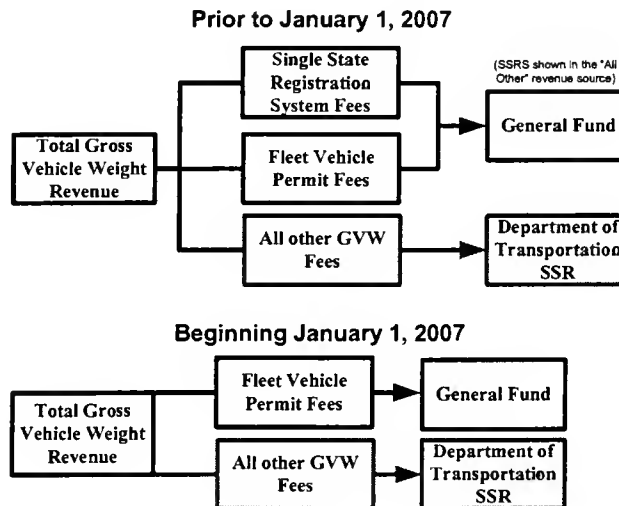 Prior to January 1, 2007
Single State
Registration
System Fees
(SSRS shown in the "All
Other" revenue source)
General Fund
Total Gross
Vehicle Weight
Revenue
Fleet Vehicle
Permit Fees
All other GVW
Fees
Department of
Transportation
SSR
Beginning January 1, 2007
Fleet Vehicle
Permit Fees
General Fund
Total Gross
Vehicle Weight
Revenue
All other GVW
Fees
Department of
Transportation
SSR